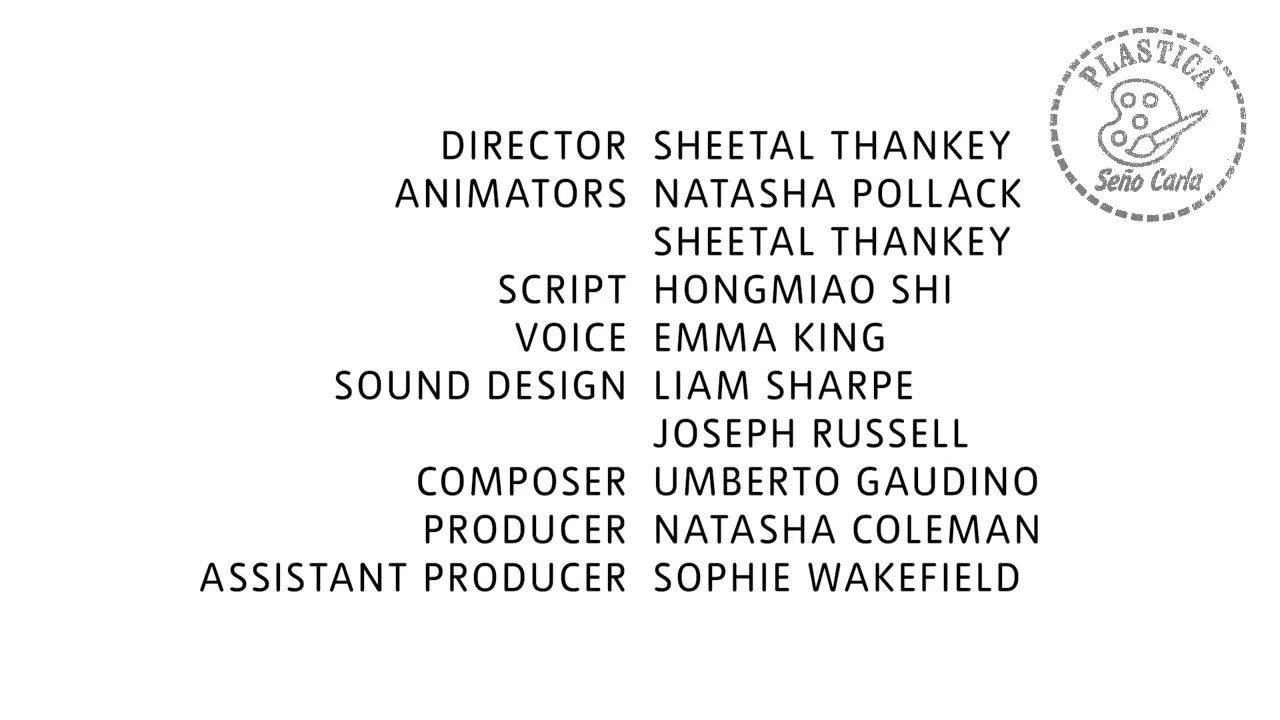 PLASTICA
Seño Carla
DIRECTOR SHEETAL THANKEY
ANIMATORS NATASHA POLLACK
SHEETAL THANKEY
SCRIPT HONGMIAO SHI
VOICE EMMA KING
SOUND DESIGN LIAM SHARPE
JOSEPH RUSSELL
COMPOSER UMBERTO GAUDINO
PRODUCER NATASHA COLEMAN
ASSISTANT PRODUCER SOPHIE WAKEFIELD